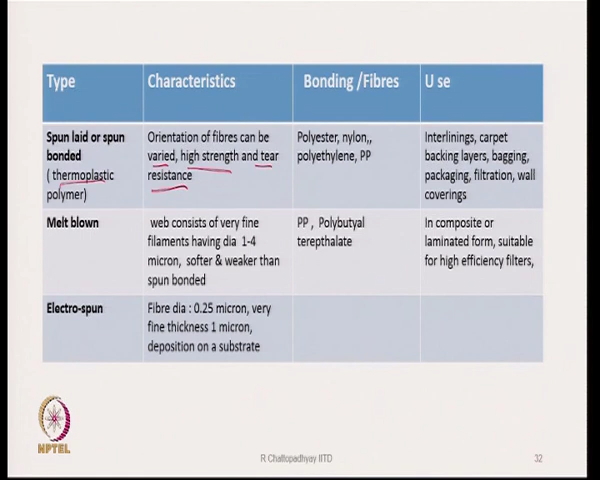 Type
Characteristics
Bonding /Fibres
U se
Spun laid or spun
bonded
( thermoplastic
polymer)
Orientation of fibres can be
varied, high strength and tear
resistance
Polyester, nylon,,
polyethylene, PP
Interlinings, carpet
backing layers, bagging,
packaging, filtration, wall
coverings
Melt blown
web consists of very fine
filaments having dia 1-4
micron, softer & weaker than
spun bonded
PP , Polybutyal
terepthalate
In composite or
laminated form, suitable
for high efficiency filters,
Electro-spun
Fibre dia : 0.25 micron, very
fine thickness 1 micron,
deposition on a substrate
NPTEL
R Chattopadhyay IITD
32